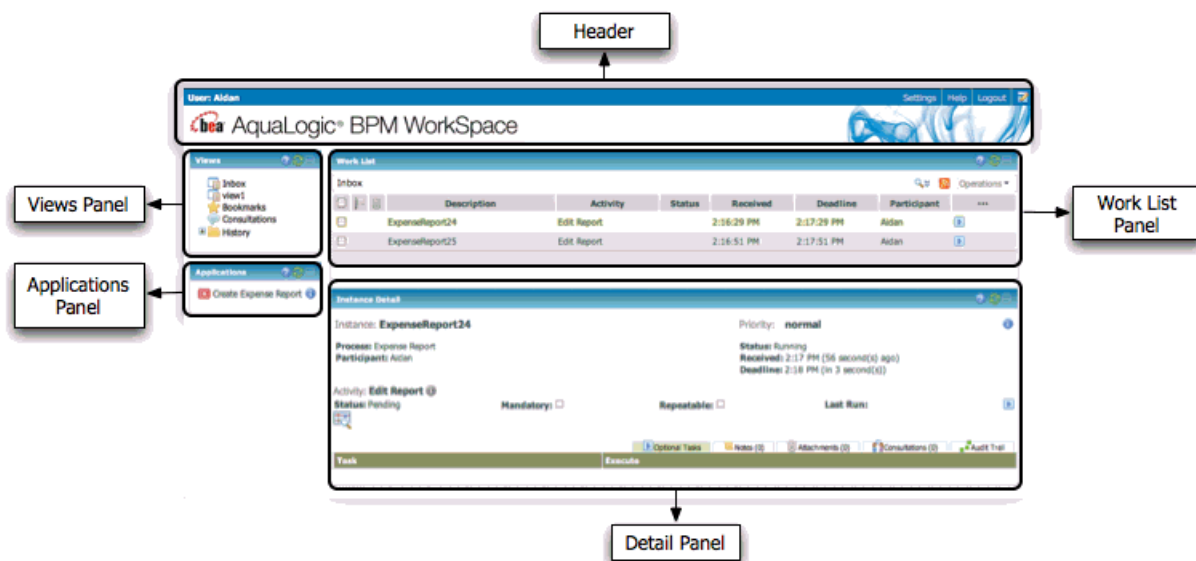 Header
User: Aidan
Settings Help Logout
bea AquaLogic® BPM WorkSpace
Views
Inbox
view1
Bookmarks
Consultations
History
Views Panel
Applications
Create Expense Report
Applications Panel
Work List
Inbox
Operations
Description Activity Status Received Deadline Participant ...
ExpenseReport24 Edit Report 2:16:29 PM 2:17:29 PM Aidan
ExpenseReport25 Edit Report 2:16:51 PM 2:17:51 PM Aidan
Work List
Panel
Instance Detail
Instance: ExpenseReport24 Priority: normal
Process: Expense Report Status: Running
Participant: Aidan Received: 2:17 PM (56 second(s) ago)
Deadline: 2:18 PM (in 3 second(s))
Activity: Edit Report
Status: Pending Mandatory: Repeatable: Last Run:
Optional Tasks Notes (0) Attachments (0) Consultations (0) Audit Trail
Task Execute
Detail Panel